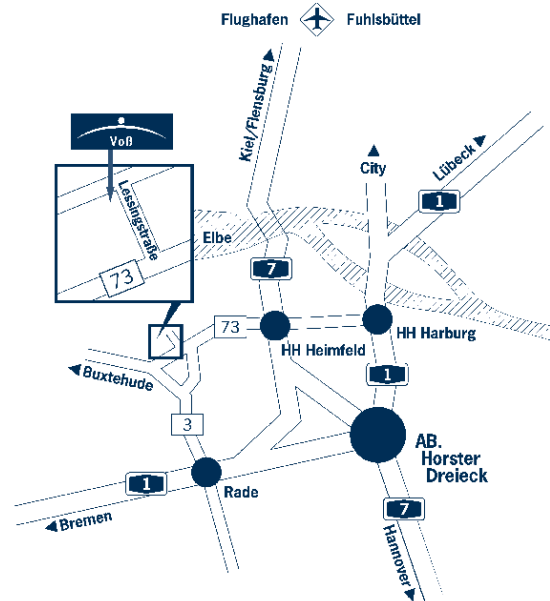 Flughafen Fuhlsbüttel
Kiel/Flensburg
Voß
City
Lübeck
1
Lessingstraße
Elbe
73
7
73
HH Heimfeld
HH Harburg
Buxtehude
1
3
AB.
Horster
Dreieck
1
Rade
7
Bremen
Hannover